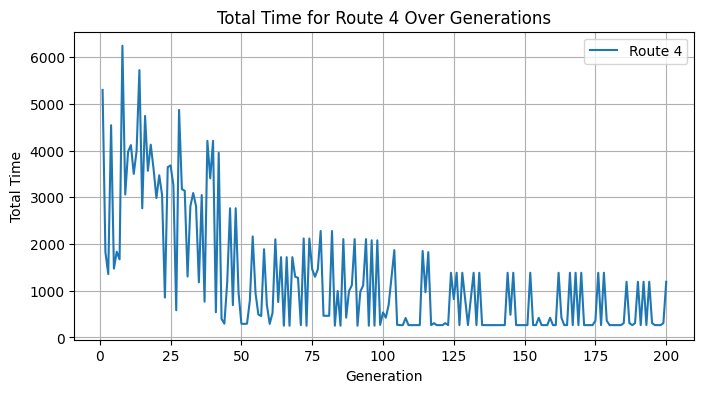 Total Time for Route 4 Over Generations
Route 4
Total Time
6000
5000
4000
3000
2000
1000
0
0 25 50 75 100 125 150 175 200
Generation